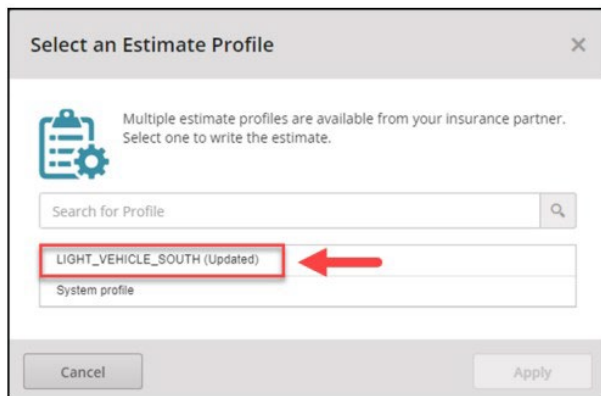 Select an Estimate Profile
Multiple estimate profiles are available from your insurance partner.
Select one to write the estimate.
Search for Profile
LIGHT_VEHICLE_SOUTH (Updated)
System profile
Cancel
Apply